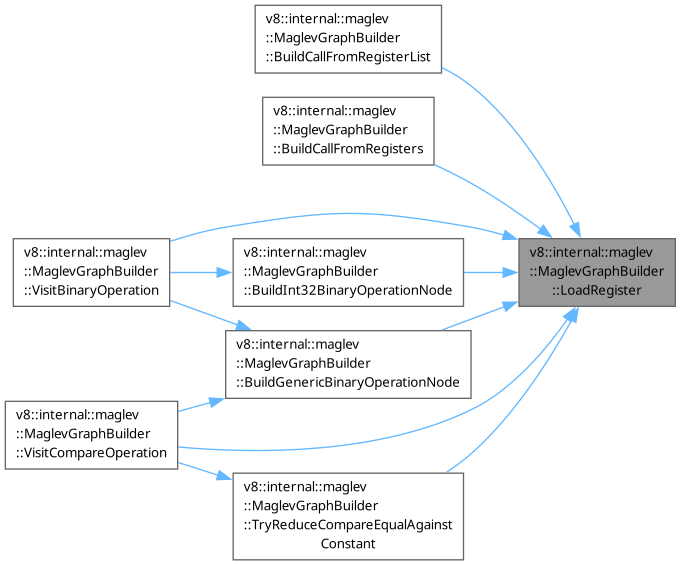 v8::internal::maglev
::MaglevGraphBuilder
::BuildCallFromRegisterList
v8::internal::maglev
::MaglevGraphBuilder
::BuildCallFromRegisters
v8::internal::maglev
::MaglevGraphBuilder
::VisitBinaryOperation
v8::internal::maglev
::MaglevGraphBuilder
::BuildInt32BinaryOperationNode
v8::internal::maglev
::MaglevGraphBuilder
::LoadRegister
v8::internal::maglev
::MaglevGraphBuilder
::BuildGenericBinaryOperationNode
v8::internal::maglev
::MaglevGraphBuilder
::VisitCompareOperation
v8::internal::maglev
::MaglevGraphBuilder
::TryReduceCompareEqualAgainst
Constant